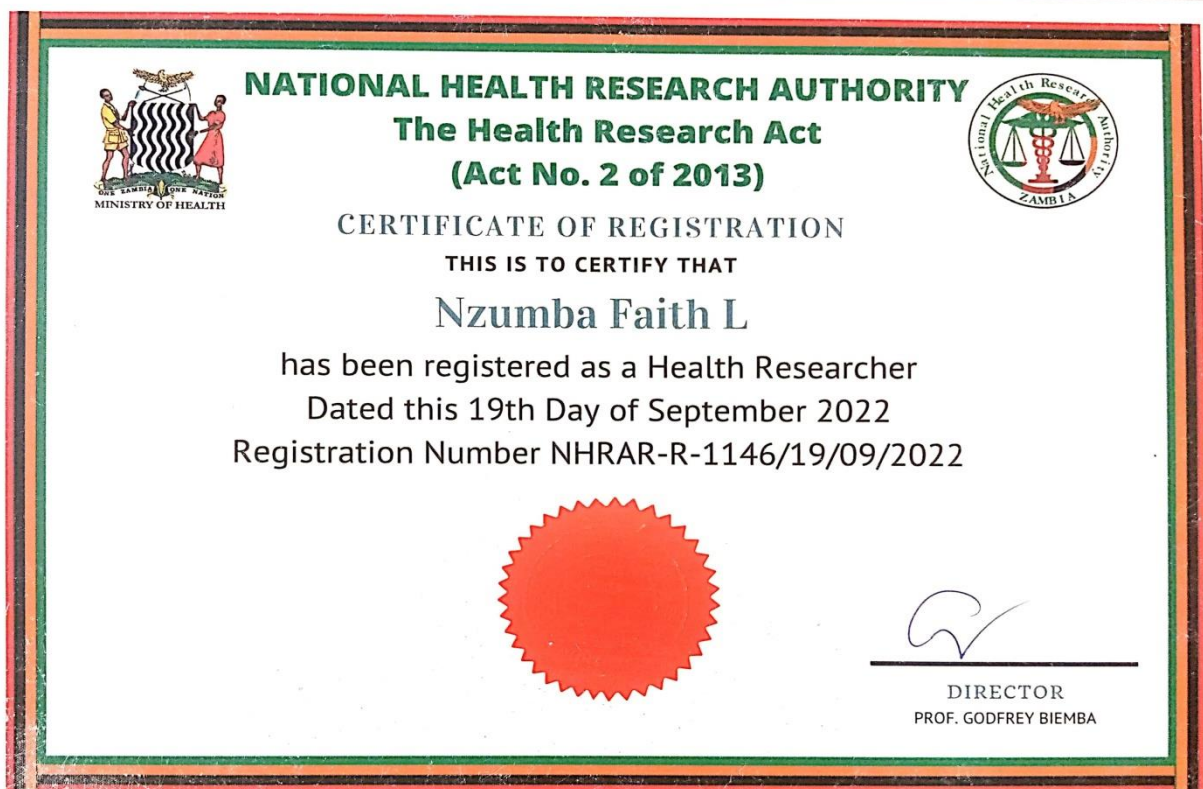 NATIONAL HEALTH RESEARCH AUTHORITY
The Health Research Act
(Act No. 2 of 2013)
ONE ZAMBIA ONE NATION
MINISTRY OF HEALTH
National Health Research Authority
ZAMBIA
CERTIFICATE OF REGISTRATION
THIS IS TO CERTIFY THAT
Nzumba Faith L
has been registered as a Health Researcher
Dated this 19th Day of September 2022
Registration Number NHRAR-R-1146/19/09/2022
DIRECTOR
PROF. GODFREY BIEMBA